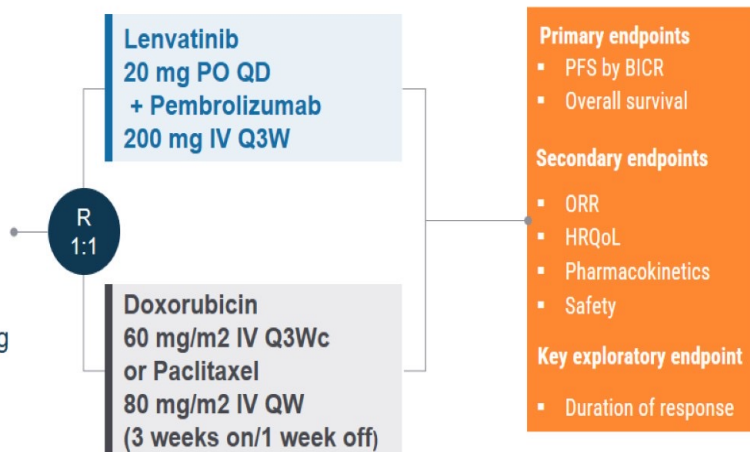 Lenvatinib
20 mg PO QD
+ Pembrolizumab
200 mg IV Q3W
R
1:1
g
Doxorubicin
60 mg/m2 IV Q3Wc
or Paclitaxel
80 mg/m2 IV QW
(3 weeks on/1 week off)
Primary endpoints
▪ PFS by BICR
▪ Overall survival
Secondary endpoints
▪ ORR
▪ HRQoL
▪ Pharmacokinetics
▪ Safety
Key exploratory endpoint
▪ Duration of response